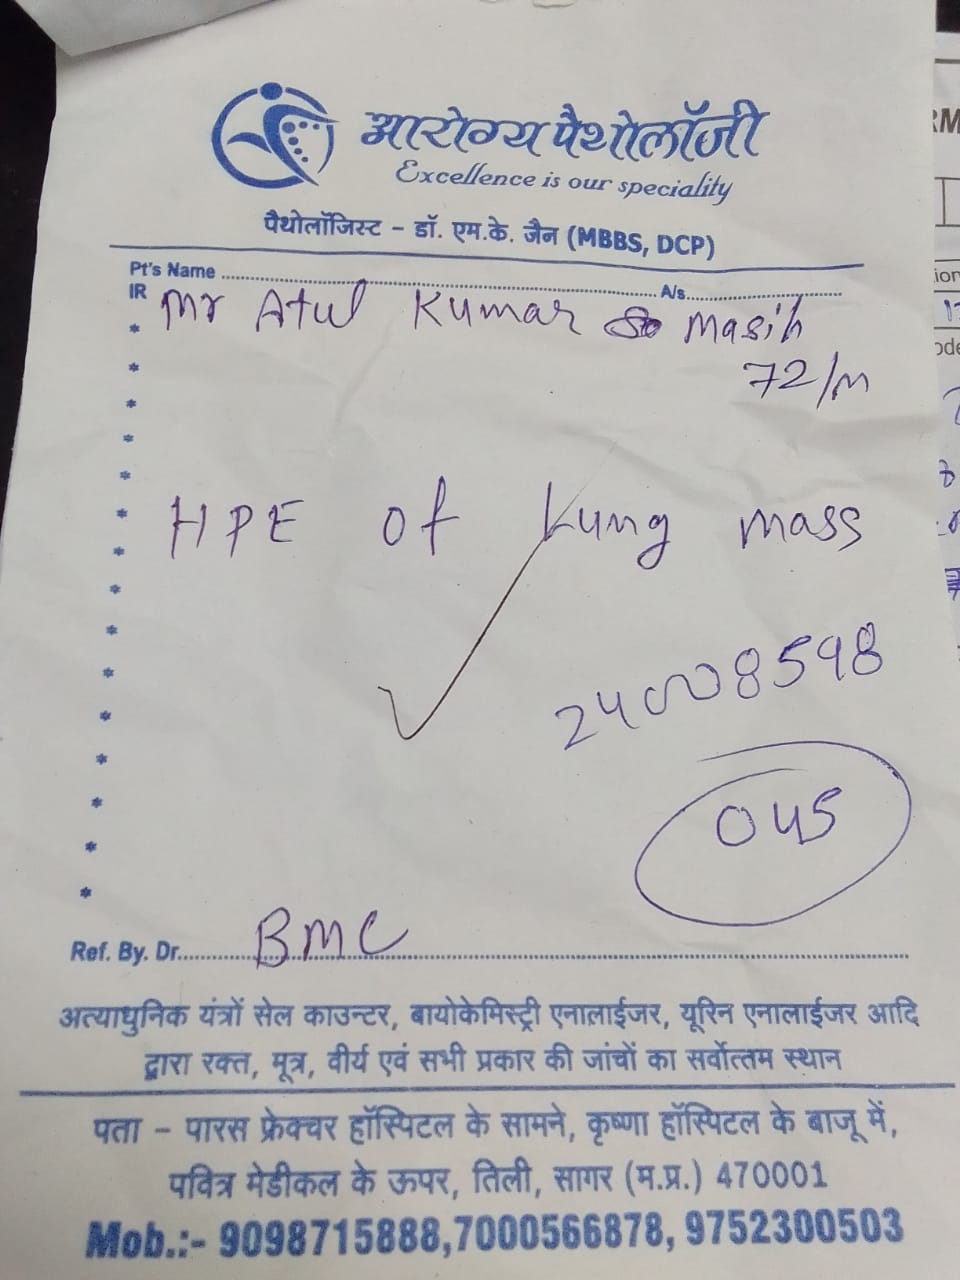 आरोग्य पैथोलॉजी
Excellence is our speciality
पैथोलॉजिस्ट - डॉ. एम.के. जैन (MBBS, DCP)
Pt's Name ........ A/s........
IR
Mr Atul Kumar Masih
72/M
HPE of Lung mass
24008598
045
Ref. By. Dr........ BMC
अत्याधुनिक यंत्रों सेल काउन्टर, बायोकेमिस्ट्री एनालाईजर, यूरिन एनालाईजर आदि
द्वारा रक्त, मूत्र, वीर्य एवं सभी प्रकार की जांचों का सर्वोत्तम स्थान
पता - पारस फ्रेक्चर हॉस्पिटल के सामने, कृष्णा हॉस्पिटल के बाजू में,
पवित्र मेडीकल के ऊपर, तिली, सागर (म.प्र.) 470001
Mob.:- 9098715888,7000566878, 9752300503